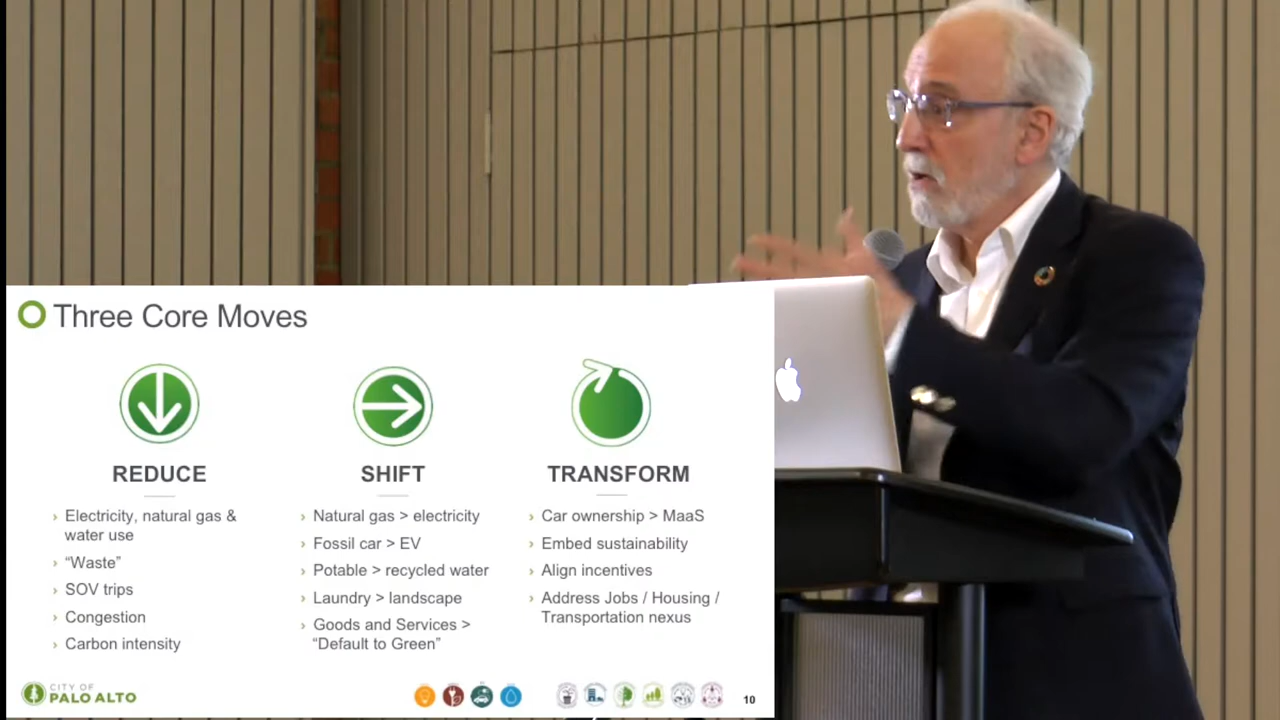 Three Core Moves
REDUCE
› Electricity, natural gas &
water use
› “Waste”
› SOV trips
› Congestion
› Carbon intensity
SHIFT
› Natural gas > electricity
› Fossil car > EV
› Potable > recycled water
› Laundry > landscape
› Goods and Services >
“Default to Green”
TRANSFORM
› Car ownership > MaaS
› Embed sustainability
› Align incentives
› Address Jobs / Housing /
Transportation nexus
CITY OF
PALO ALTO
10